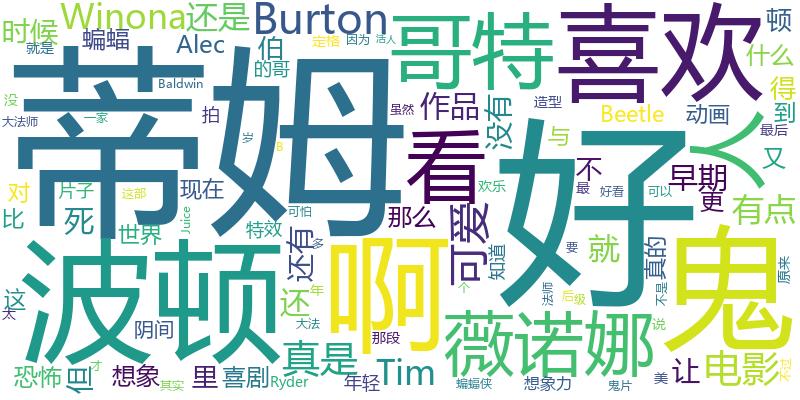 Winona
还是
Burton
哥特
喜欢
顿
时候
蝙蝠
Alec
伯
的哥
定格
因为
洁人
什么
就是
蒂姆
Baldwin
作品
没有
Beetle
动画
得
到
没
一家
拍
虽然
造型
大法师
岁
B
看
好
人
与
不
早期
又
最后
对
片子
这部
现在
欢乐
最
好看
可以
更
有点
比
死
世界
Juice
特效
可怕
那么
可爱
知道
就
真的
鬼
原来
这
太
波顿
还有
多
啊
个
要
法师
后
级
不是
说
阴间
还
年
大法
那段
薇诺娜
恐怖
但
想象
才
其实
里
喜剧
真是
Ryder
年轻
Tim
蝙蝠侠
想象力
鬼片
美
让
电影
不过